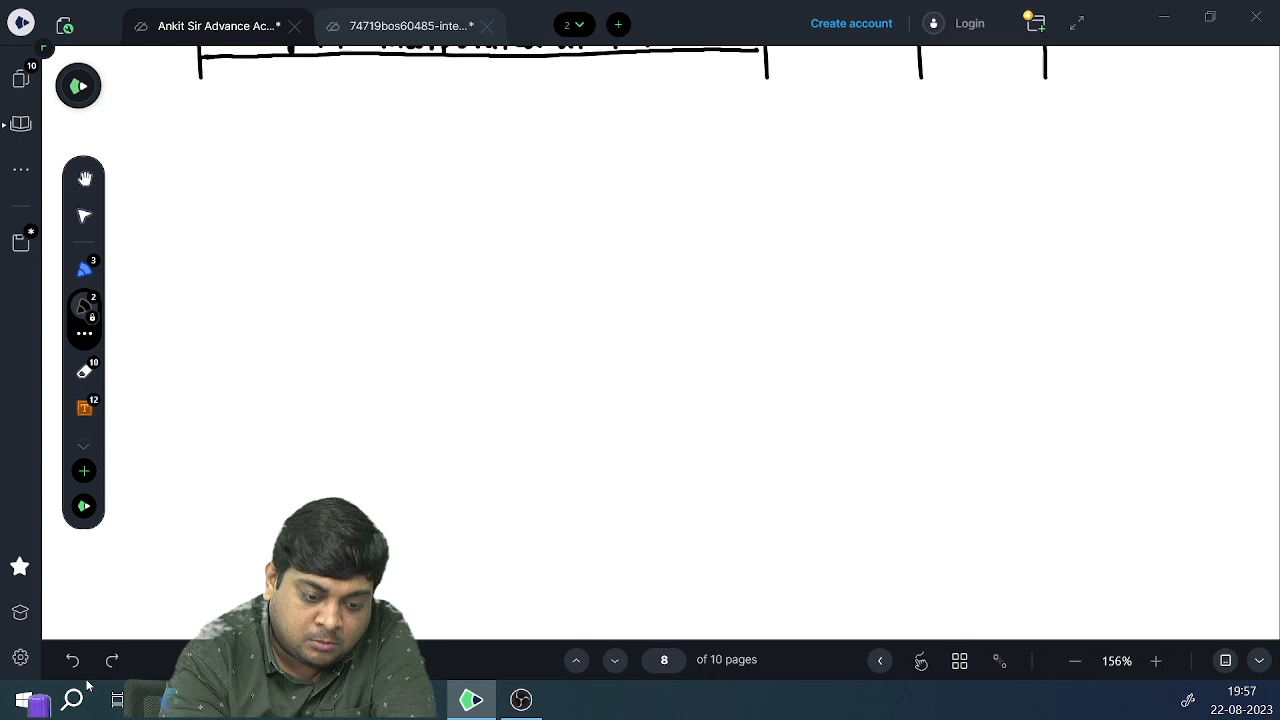 Ankit Sir Advance Ac...*
74719bos60485-inte...*
2
Create account
Login
10
3
2
10
T 12
8
of 10 pages
156%
19:57
22-08-2023